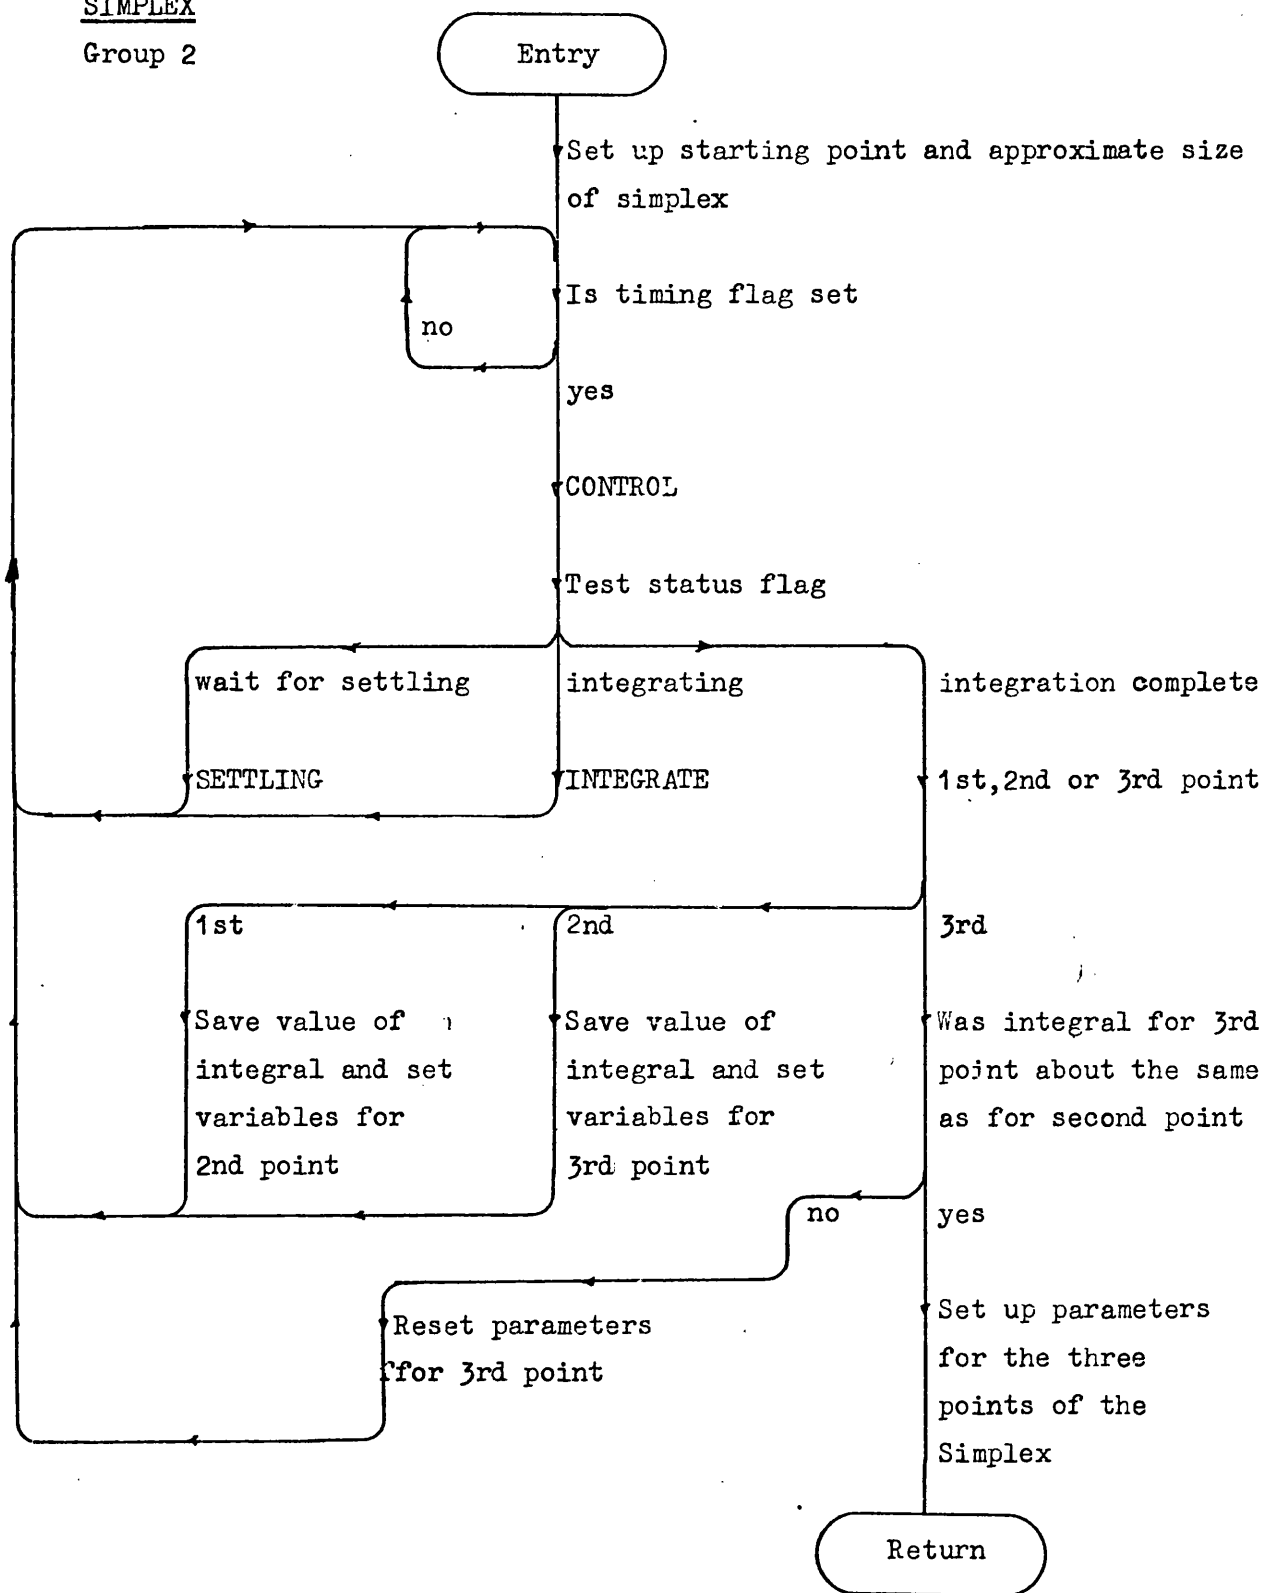 SIMPLEX
Group 2
Entry
Set up starting point and approximate size
of simplex
Is timing flag set
no
yes
CONTROL
Test status flag
wait for settling
integrating
integration complete
SETTLING
INTEGRATE
1st,2nd or 3rd point
1st
2nd
3rd
Save value of
integral and set
variables for
2nd point
Save value of
integral and set
variables for
3rd point
Was integral for 3rd
point about the same
as for second point
no
yes
Reset parameters
ffor 3rd point
Set up parameters
for the three
points of the
Simplex
Return